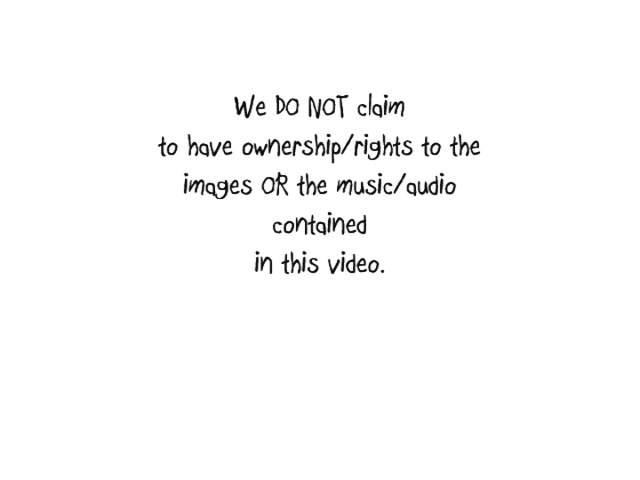 We DO NOT claim
to have ownership/rights to the
images OR the music/audio
contained
in this video.